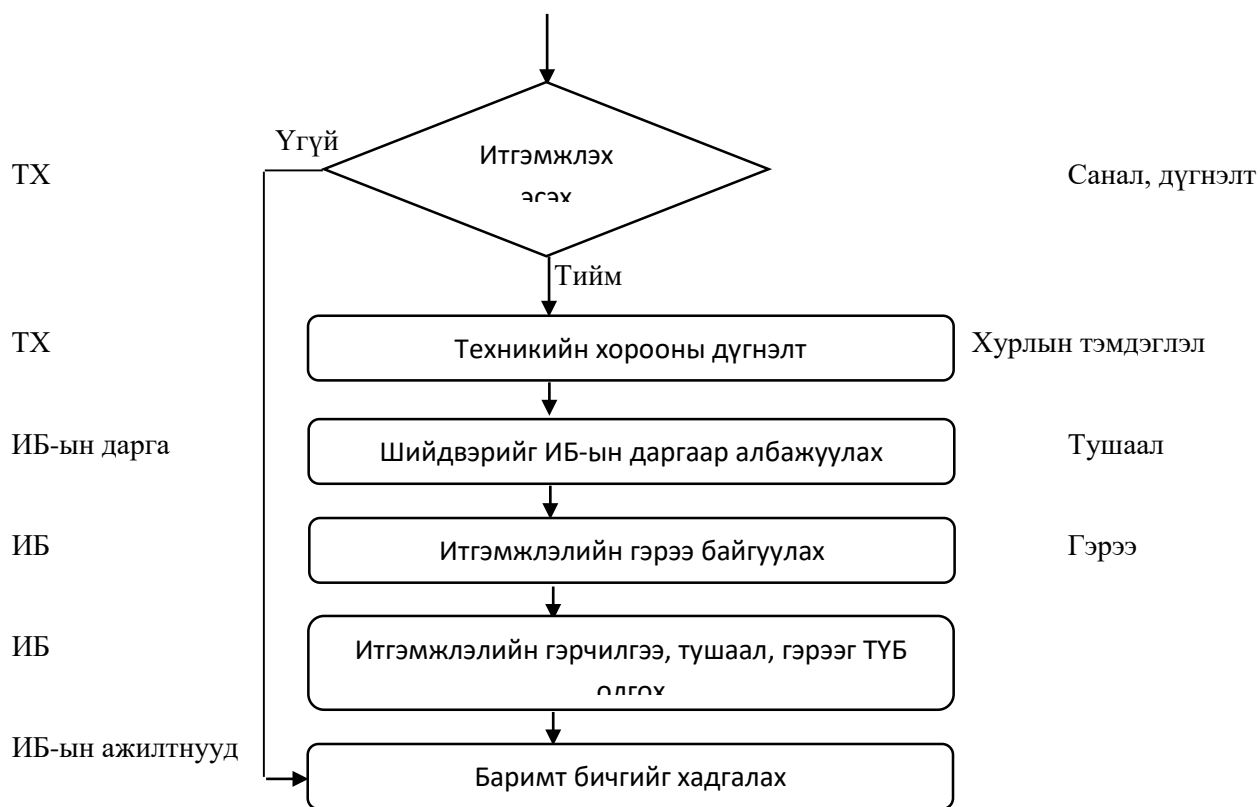 Үгүй
Итгэмжлэх
ТХ
Санал, дүгнэлт
эсэх
Тийм
ТХ
Техникийн хорооны дүгнэлт
Хурлын тэмдэглэл
ИБ-ын дарга
Шийдвэрийг ИБ-ын даргаар албажуулах
Тушаал
ИБ
Итгэмжлэлийн гэрээ байгуулах
Гэрээ
ИБ
Итгэмжлэлийн гэрчилгээ, тушаал, гэрээг ТҮБ
олгох
ИБ-ын ажилтнууд
Баримт бичгийг хадгалах